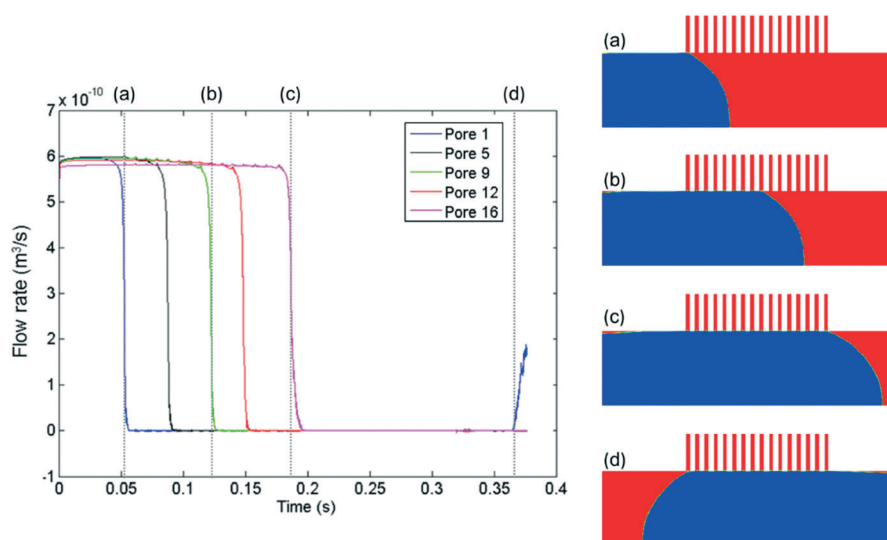 (a)
(b)
(c)
(d)
7 × 10⁻¹⁰
6
5
4
3
2
1
0
-1
Flow rate (m³/s)
Pore 1
Pore 5
Pore 9
Pore 12
Pore 16
0 0.05 0.1 0.15 0.2 0.25 0.3 0.35 0.4
Time (s)
(a)
(b)
(c)
(d)